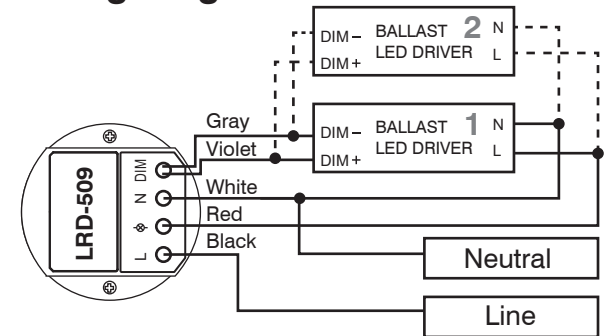 DIM– BALLAST 2 N
DIM+ LED DRIVER L
DIM– BALLAST 1 N
DIM+ LED DRIVER L
Gray
Violet
White
Red
Black
LRD-509
DIM
N
L
Neutral
Line